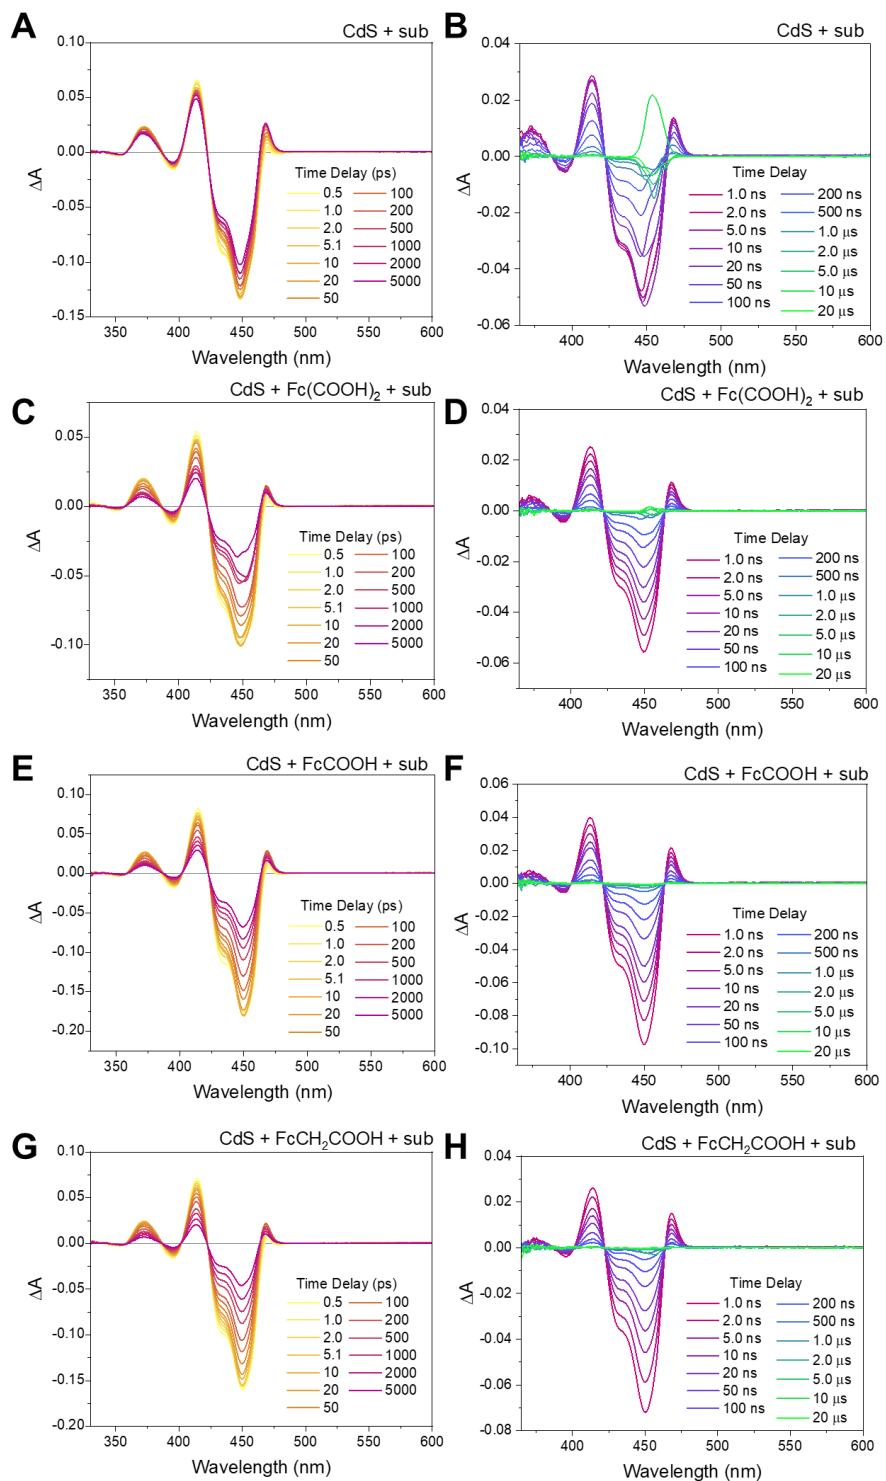 A
CdS + sub
0.10
0.05
0.00
-0.05
-0.10
-0.15
ΔA
Time Delay (ps)
0.5 100
1.0 200
2.0 500
5.1 1000
10 2000
20 5000
50
350 400 450 500 550 600
Wavelength (nm)
B
CdS + sub
0.04
0.02
0.00
-0.02
-0.04
-0.06
ΔA
Time Delay
1.0 ns 200 ns
2.0 ns 500 ns
5.0 ns 1.0 μs
10 ns 2.0 μs
20 ns 5.0 μs
50 ns 10 μs
100 ns 20 μs
400 450 500 550 600
Wavelength (nm)
C
CdS + Fc(COOH)₂ + sub
0.05
0.00
-0.05
-0.10
ΔA
Time Delay (ps)
0.5 100
1.0 200
2.0 500
5.1 1000
10 2000
20 5000
50
350 400 450 500 550 600
Wavelength (nm)
D
CdS + Fc(COOH)₂ + sub
0.04
0.02
0.00
-0.02
-0.04
-0.06
ΔA
Time Delay
1.0 ns 200 ns
2.0 ns 500 ns
5.0 ns 1.0 μs
10 ns 2.0 μs
20 ns 5.0 μs
50 ns 10 μs
100 ns 20 μs
400 450 500 550 600
Wavelength (nm)
E
CdS + FcCOOH + sub
0.10
0.05
0.00
-0.05
-0.10
-0.15
-0.20
ΔA
Time Delay (ps)
0.5 100
1.0 200
2.0 500
5.1 1000
10 2000
20 5000
50
350 400 450 500 550 600
Wavelength (nm)
F
CdS + FcCOOH + sub
0.06
0.04
0.02
0.00
-0.02
-0.04
-0.06
-0.08
-0.10
ΔA
Time Delay
1.0 ns 200 ns
2.0 ns 500 ns
5.0 ns 1.0 μs
10 ns 2.0 μs
20 ns 5.0 μs
50 ns 10 μs
100 ns 20 μs
400 450 500 550 600
Wavelength (nm)
G
CdS + FcCH₂COOH + sub
0.10
0.05
0.00
-0.05
-0.10
-0.15
-0.20
ΔA
Time Delay (ps)
0.5 100
1.0 200
2.0 500
5.1 1000
10 2000
20 5000
50
350 400 450 500 550 600
Wavelength (nm)
H
CdS + FcCH₂COOH + sub
0.04
0.02
0.00
-0.02
-0.04
-0.06
-0.08
ΔA
Time Delay
1.0 ns 200 ns
2.0 ns 500 ns
5.0 ns 1.0 μs
10 ns 2.0 μs
20 ns 5.0 μs
50 ns 10 μs
100 ns 20 μs
400 450 500 550 600
Wavelength (nm)